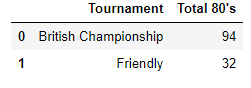 Tournament Total 80's
0 British Championship 94
1 Friendly 32